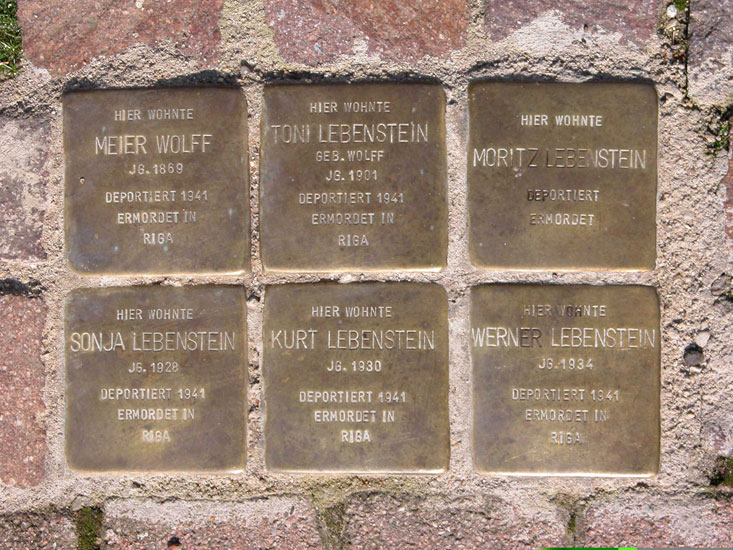 HIER WOHNTE
MEIER WOLFF
JG. 1869
DEPORTIERT 1941
ERMORDET IN
RIGA
HIER WOHNTE
TONI LEBENSTEIN
GEB. WOLFF
JG. 1901
DEPORTIERT 1941
ERMORDET IN
RIGA
HIER WOHNTE
MORITZ LEBENSTEIN
DEPORTIERT
ERMORDET
HIER WOHNTE
SONJA LEBENSTEIN
JG. 1928
DEPORTIERT 1941
ERMORDET IN
RIGA
HIER WOHNTE
KURT LEBENSTEIN
JG. 1930
DEPORTIERT 1941
ERMORDET IN
RIGA
HIER WOHNTE
WERNER LEBENSTEIN
JG. 1934
DEPORTIERT 1941
ERMORDET IN
RIGA